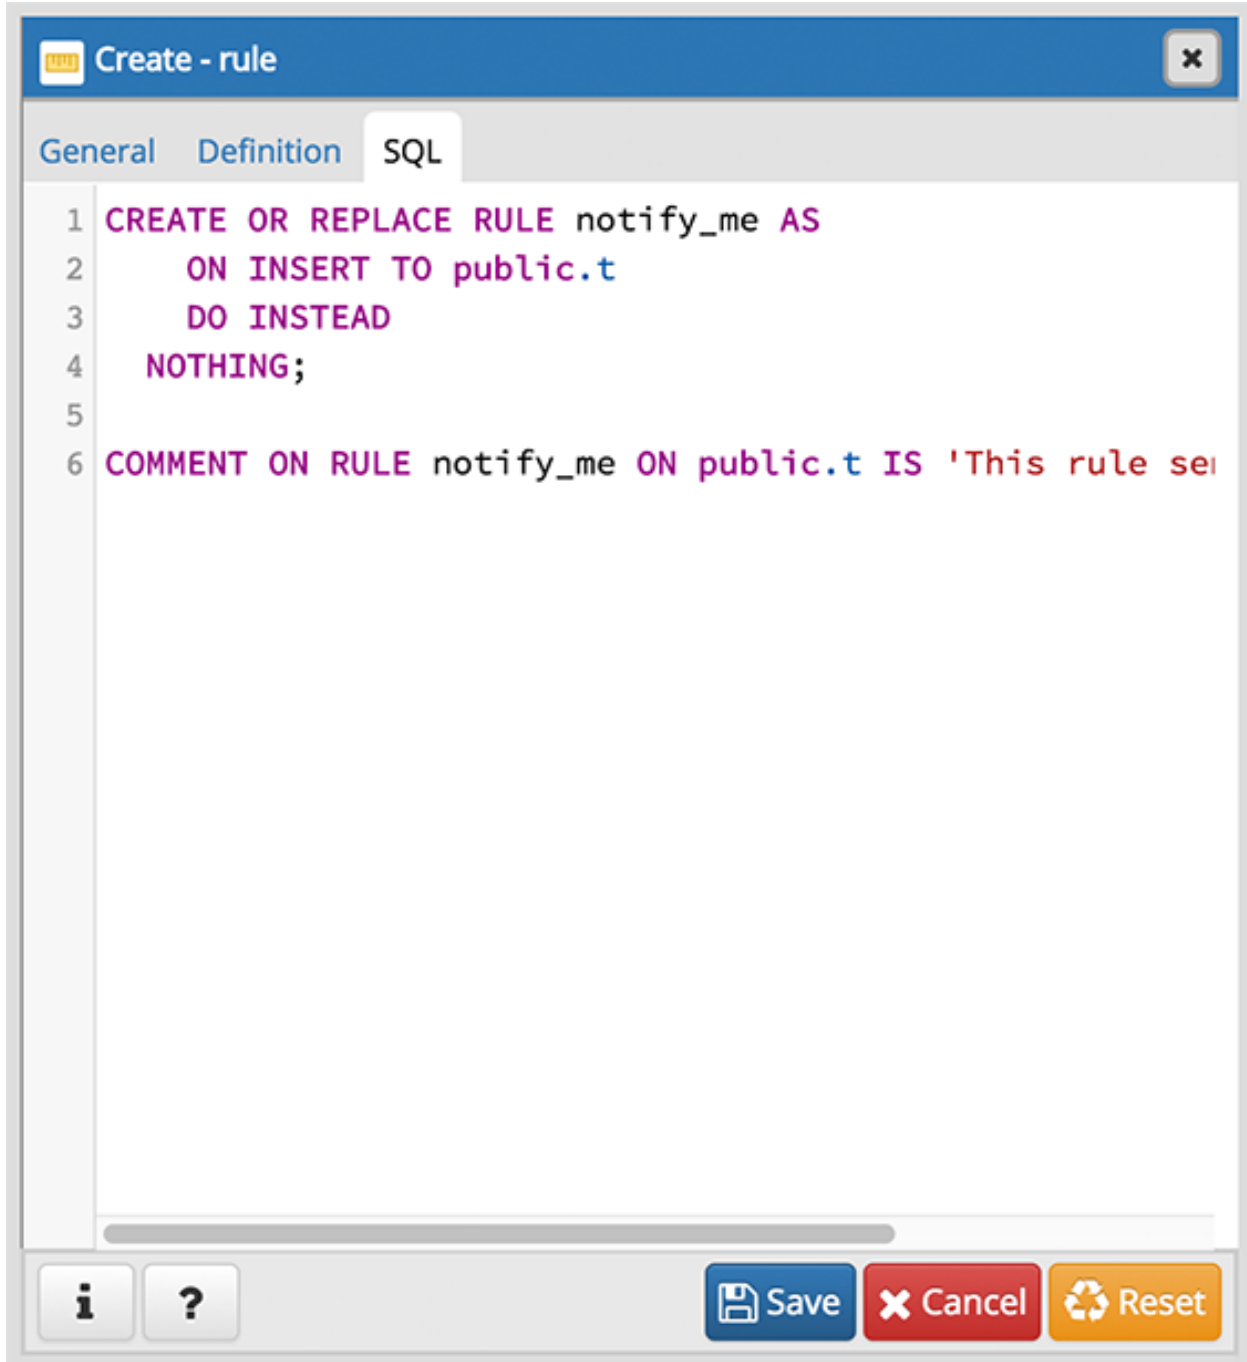 Create - rule
General Definition SQL
1 CREATE OR REPLACE RULE notify_me AS
2 ON INSERT TO public.t
3 DO INSTEAD
4 NOTHING;
5
6 COMMENT ON RULE notify_me ON public.t IS 'This rule
i ? Save Cancel Reset